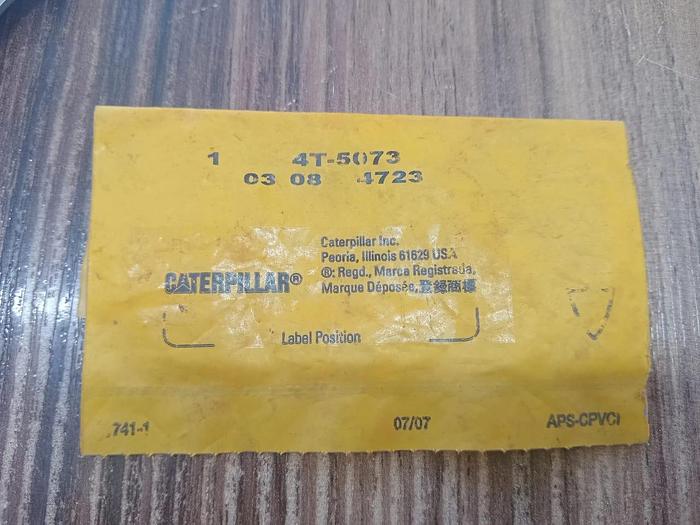 1 4T-5073
03 08 4723
Caterpillar Inc.
Peoria, Illinois 61629 USA
®: Regd., Marca Registrada,
CATERPILLAR®
Marque Déposée, 登録商標
Label Position
741-1
07/07
APS-CPVCI